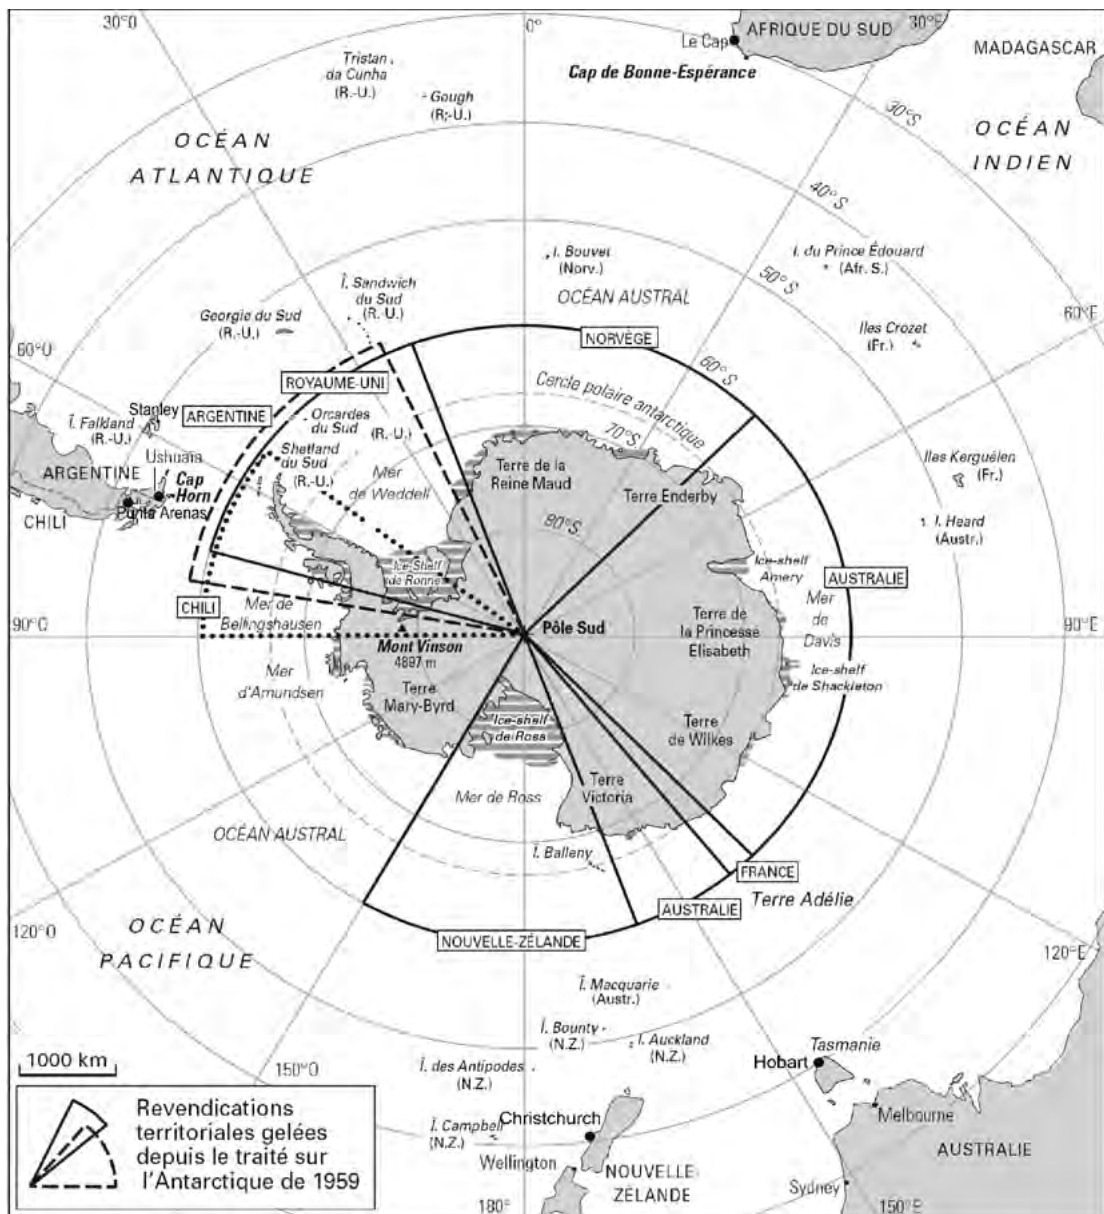 30°O
0°
30°E
Le Cap
AFRIQUE DU SUD
MADAGASCAR
Cap de Bonne-Espérance
Tristan
da Cunha
(R.-U.)
Gough
(R.-U.)
OCÉAN
ATLANTIQUE
OCÉAN
INDIEN
30°S
40°S
50°S
60°S
70°S
80°S
I. Bouvet
(Norv.)
I. du Prince Édouard
(Afr. S.)
OCÉAN AUSTRAL
Î. Sandwich
du Sud
(R.-U.)
Georgie du Sud
(R.-U.)
Iles Crozet
(Fr.)
60°E
60°O
NORVÈGE
ROYAUME-UNI
ARGENTINE
Cercle polaire antarctique
Stanley
Î. Falkland
(R.-U.)
Orcardes
du Sud
(R.-U.)
Ushuaïa
Shetland
du Sud
(R.-U.)
ARGENTINE
Cap
Horn
Punta Arenas
CHILI
Mer
de Weddell
Terre de la
Reine Maud
Terre Enderby
Iles Kerguélen
(Fr.)
I. Heard
(Austr.)
Ice-Shelf
de Ronne
Ice-shelf
Amery
AUSTRALIE
CHILI
Mer de
Bellingshausen
90°O
Pôle Sud
Terre de
la Princesse
Elisabeth
Mer
de
Davis
90°E
Mont Vinson
4897 m
Mer
d'Amundsen
Terre
Mary-Byrd
Ice-shelf
de Shackleton
Ice-shelf
de Ross
Terre
de Wilkes
Terre
Victoria
Mer de Ross
OCÉAN AUSTRAL
Î. Balleny
FRANCE
Terre Adélie
AUSTRALIE
NOUVELLE-ZÉLANDE
120°O
OCÉAN
PACIFIQUE
120°E
Î. Macquarie
(Austr.)
Î. Bounty
(N.Z.)
I. Auckland
(N.Z.)
Tasmanie
Hobart
1000 km
150°O
Î. des Antipodes
(N.Z.)
Christchurch
Î. Campbell
(N.Z.)
Melbourne
AUSTRALIE
Wellington
NOUVELLE-
ZÉLANDE
Sydney
180°
150°E
Revendications
territoriales gelées
depuis le traité sur
l'Antarctique de 1959